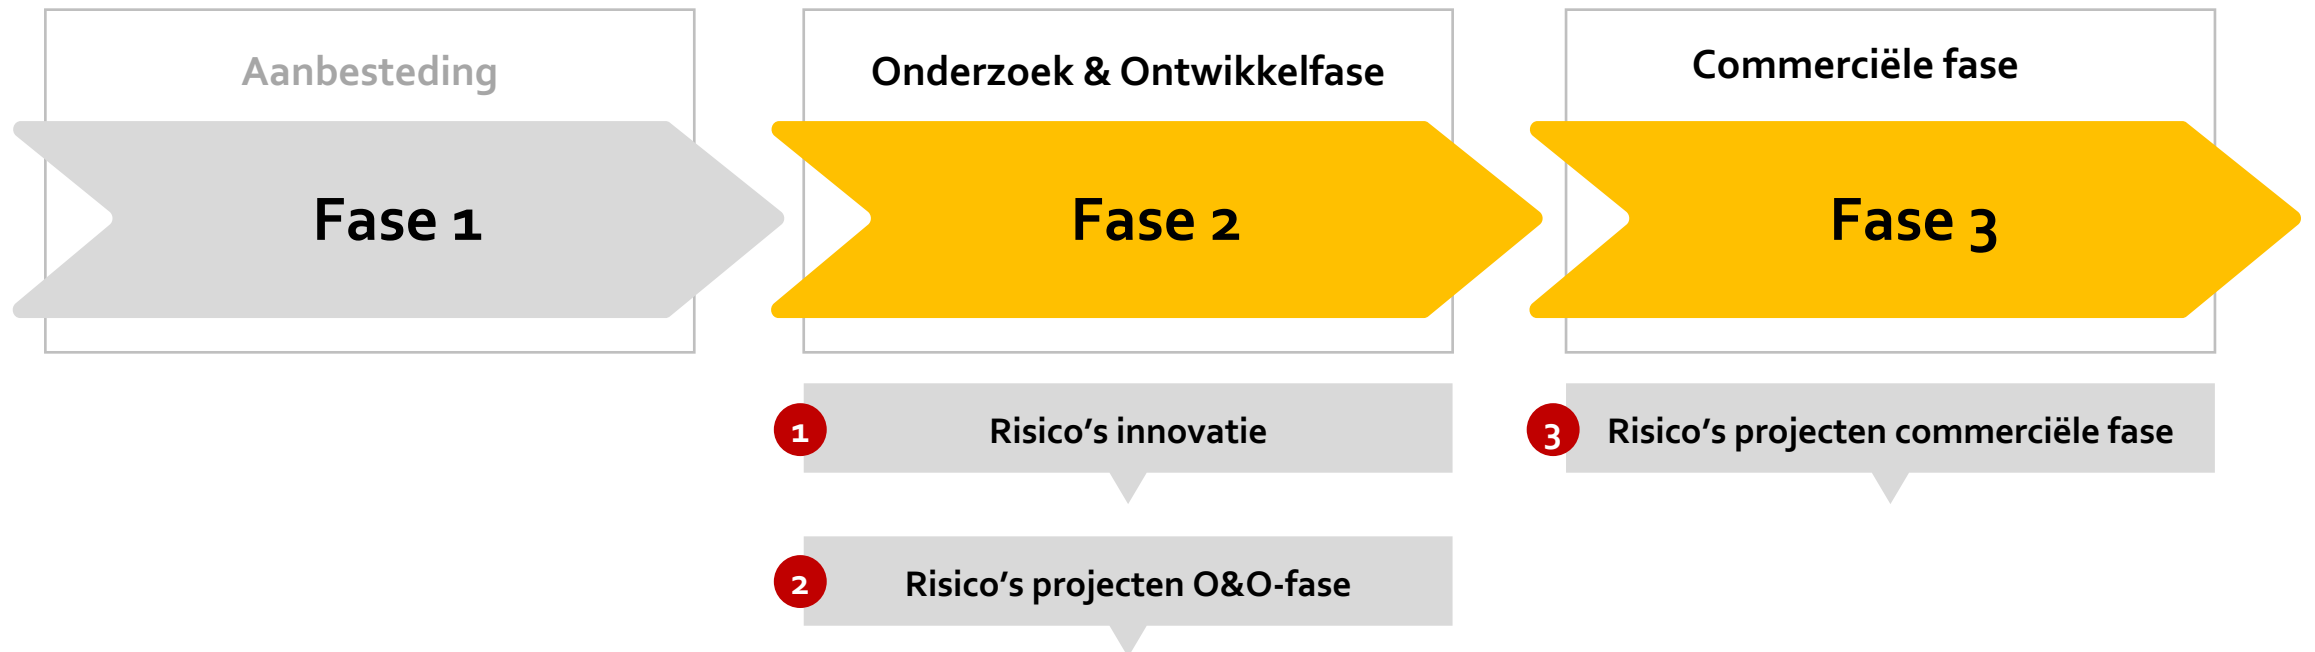 Aanbesteding
Fase 1
Onderzoek & Ontwikkelfase
Fase 2
Commerciële fase
Fase 3
1 Risico’s innovatie
2 Risico’s projecten O&O-fase
3 Risico’s projecten commerciële fase